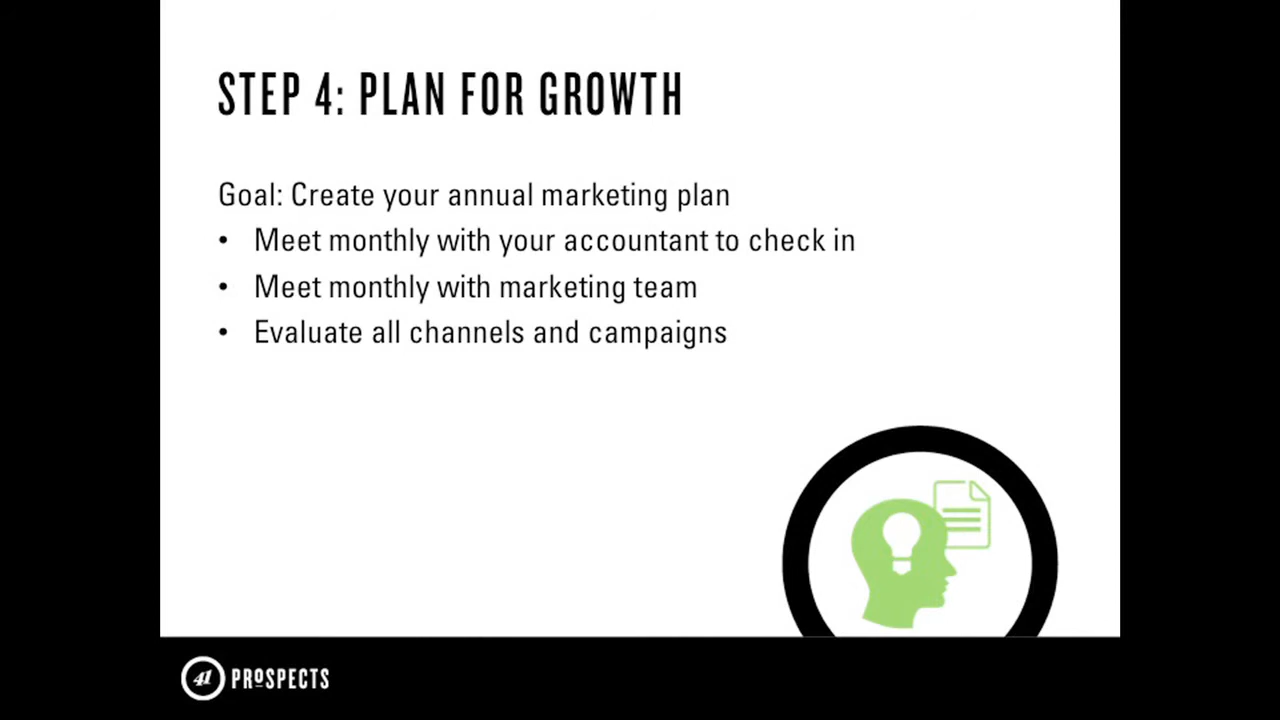 STEP 4: PLAN FOR GROWTH
Goal: Create your annual marketing plan
• Meet monthly with your accountant to check in
• Meet monthly with marketing team
• Evaluate all channels and campaigns
41 PROSPECTS